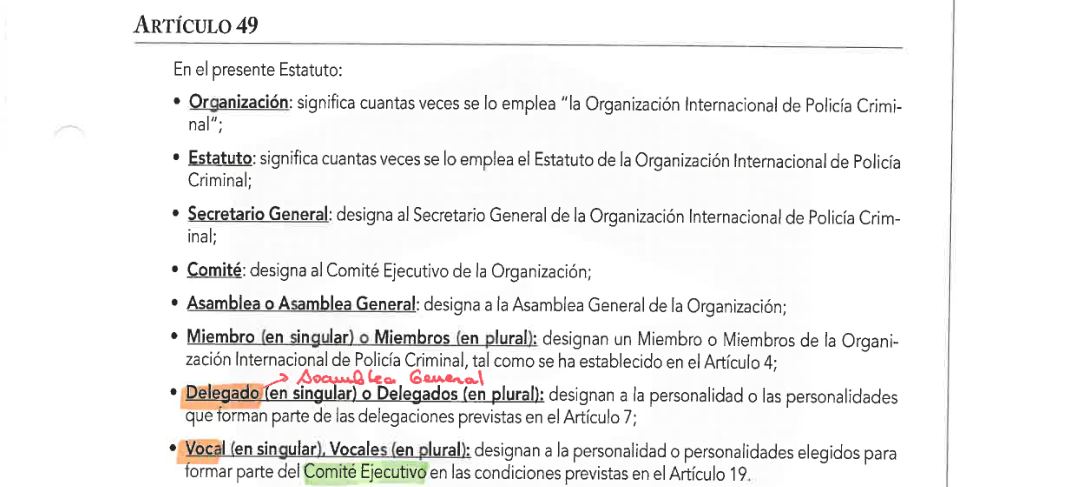 ARTÍCULO 49
En el presente Estatuto:
• Organización: significa cuantas veces se lo emplea “la Organización Internacional de Policía Crimi-
nal”;
• Estatuto: significa cuantas veces se lo emplea el Estatuto de la Organización Internacional de Policía
Criminal;
• Secretario General: designa al Secretario General de la Organización Internacional de Policía Crim-
inal;
• Comité: designa al Comité Ejecutivo de la Organización;
• Asamblea o Asamblea General: designa a la Asamblea General de la Organización;
• Miembro (en singular) o Miembros (en plural): designan un Miembro o Miembros de la Organi-
zación Internacional de Policía Criminal, tal como se ha establecido en el Artículo 4;
Asamblea General
• Delegado (en singular) o Delegados (en plural): designan a la personalidad o las personalidades
que forman parte de las delegaciones previstas en el Artículo 7;
• Vocal (en singular), Vocales (en plural): designan a la personalidad o personalidades elegidos para
formar parte del Comité Ejecutivo en las condiciones previstas en el Artículo 19.